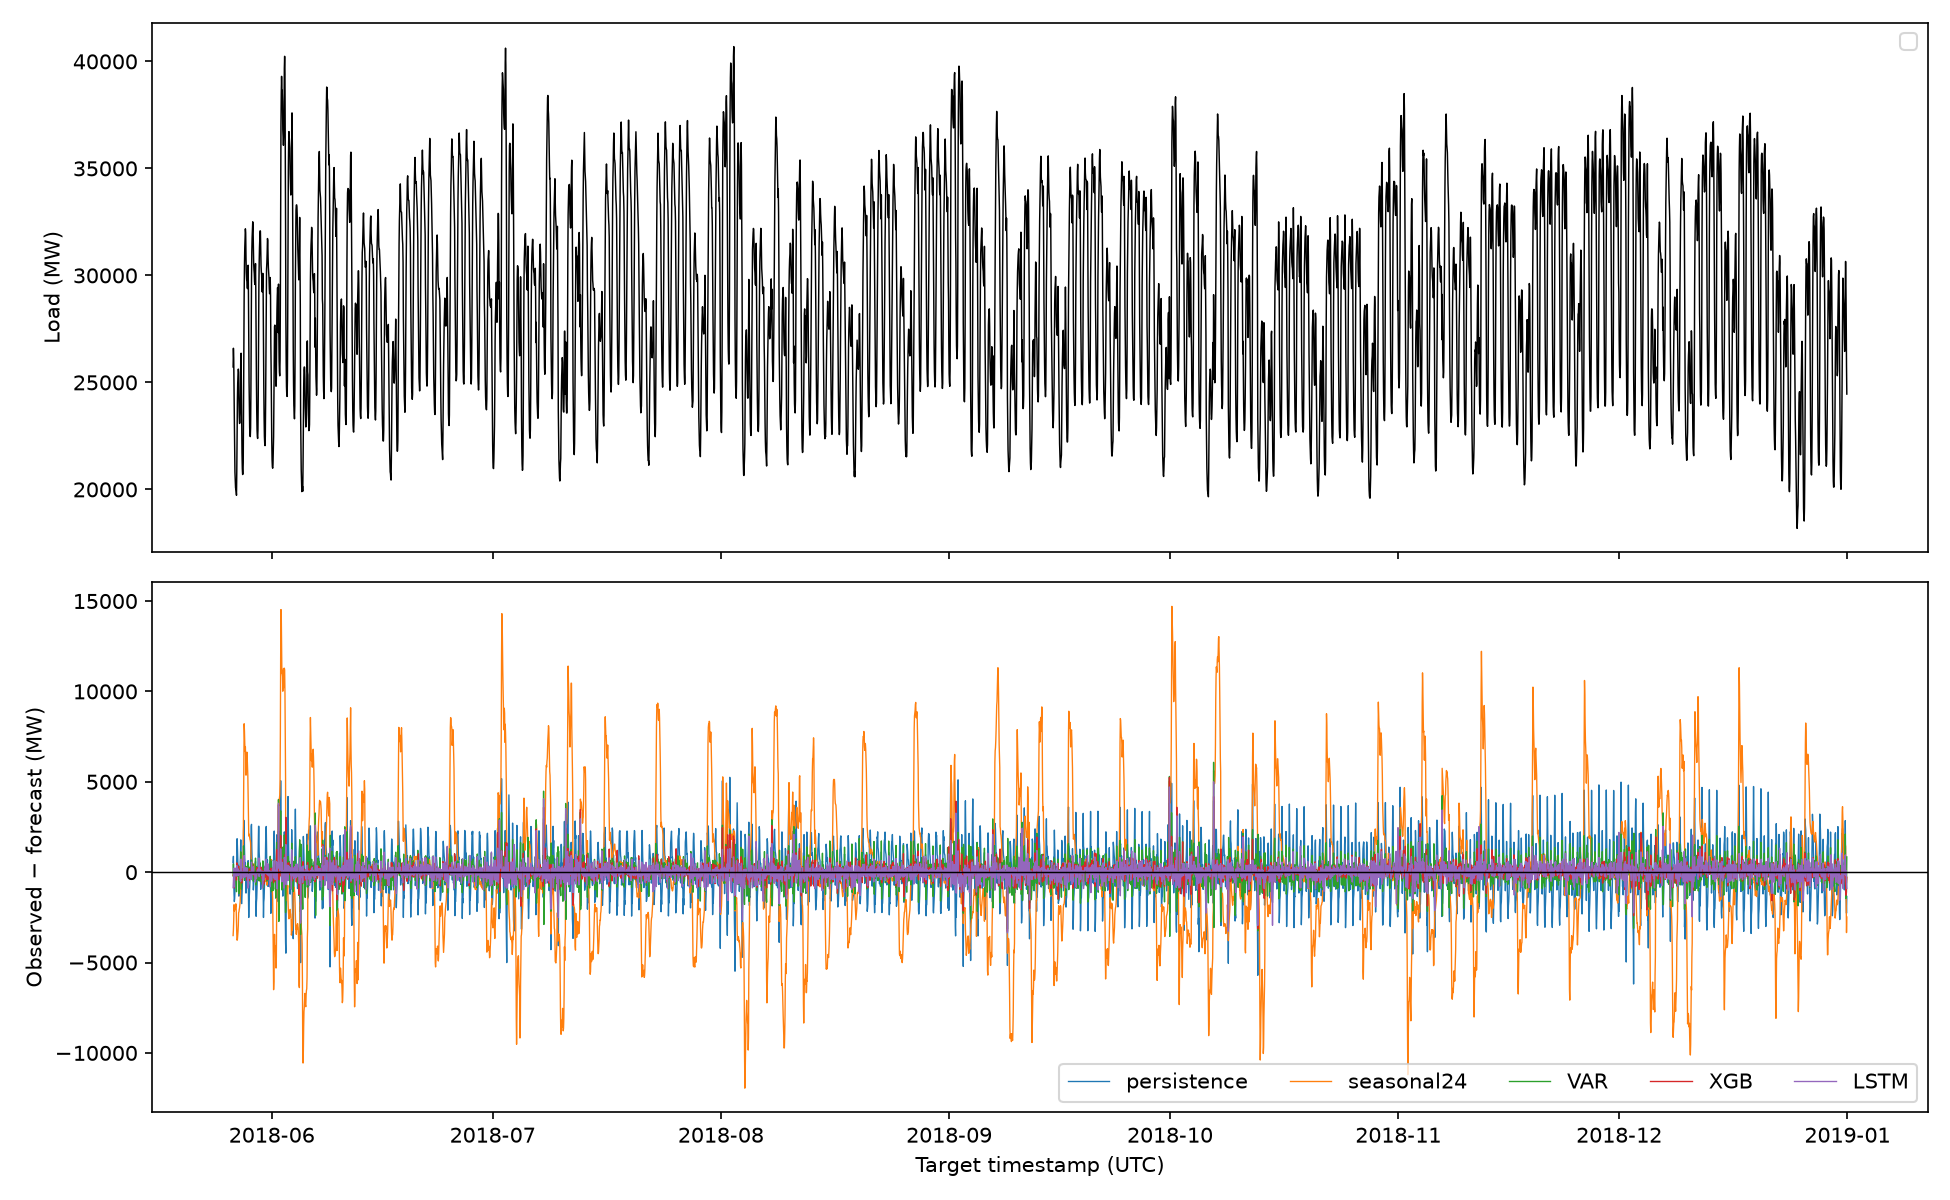 40000
35000
30000
25000
20000
Load (MW)
15000
10000
5000
0
−5000
−10000
Observed − forecast (MW)
persistence seasonal24 VAR XGB LSTM
2018-06 2018-07 2018-08 2018-09 2018-10 2018-11 2018-12 2019-01
Target timestamp (UTC)